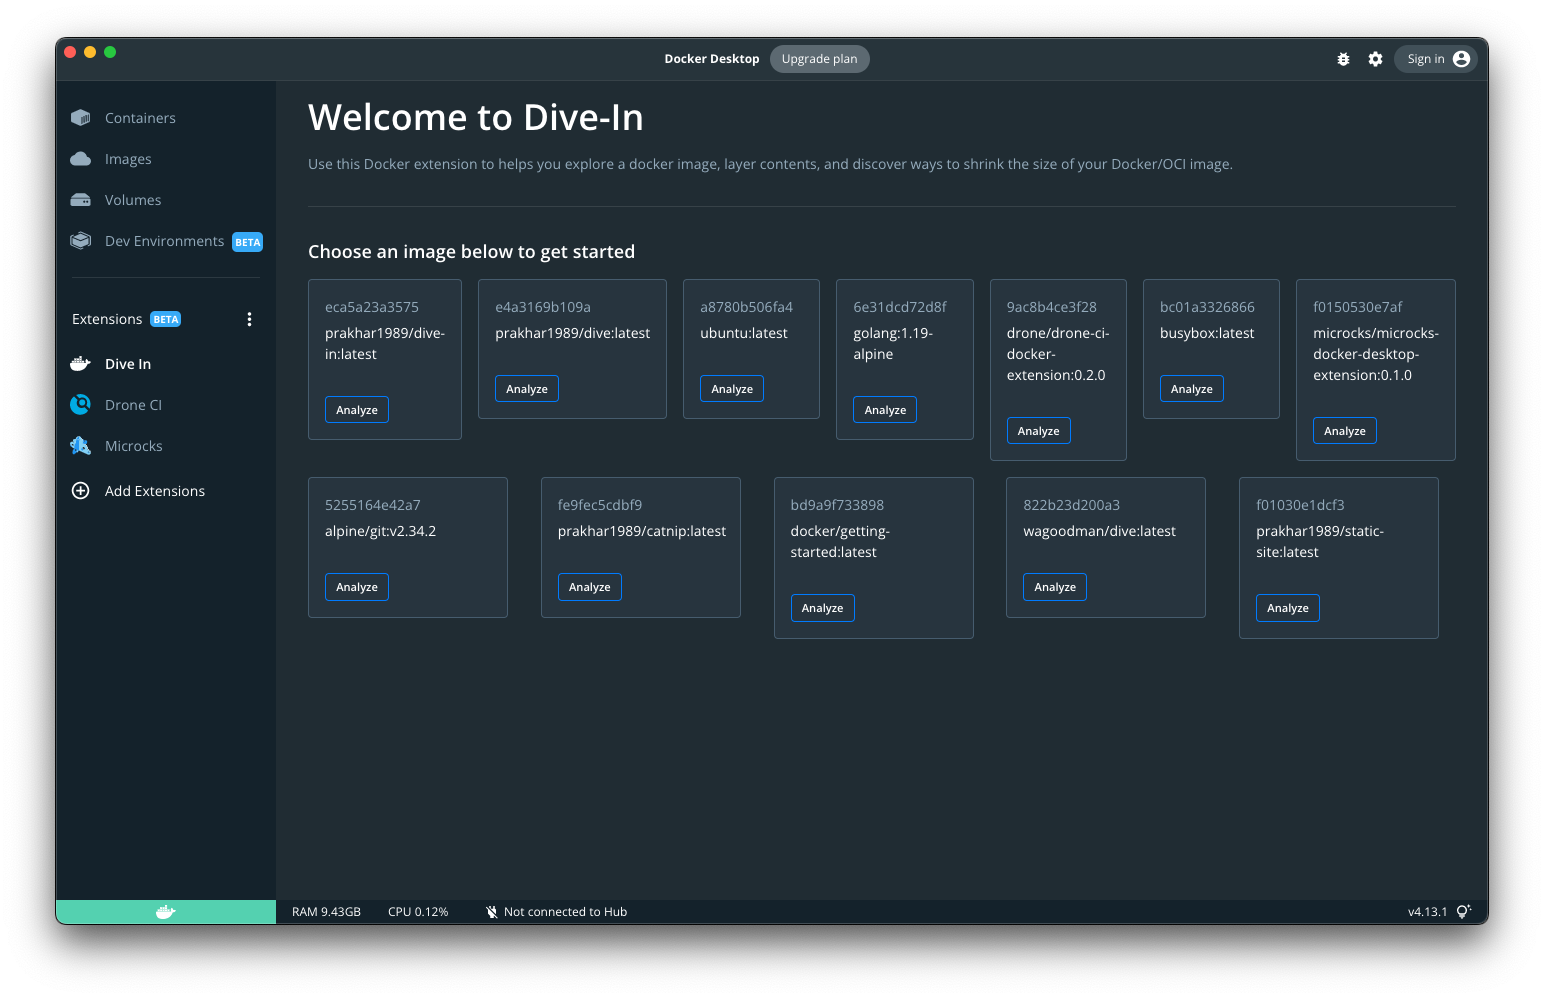 Docker Desktop
Upgrade plan
Sign in
Containers
Images
Volumes
Dev Environments BETA
Extensions BETA
Dive In
Drone CI
Microcks
Add Extensions
Welcome to Dive-In
Use this Docker extension to helps you explore a docker image, layer contents, and discover ways to shrink the size of your Docker/OCI image.
Choose an image below to get started
eca5a23a3575
prakhar1989/dive-
in:latest
Analyze
e4a3169b109a
prakhar1989/dive:latest
Analyze
a8780b506fa4
ubuntu:latest
Analyze
6e31dcd72d8f
golang:1.19-
alpine
Analyze
9ac8b4ce3f28
drone/drone-ci-
docker-
extension:0.2.0
Analyze
bc01a3326866
busybox:latest
Analyze
f0150530e7af
microcks/microcks-
docker-desktop-
extension:0.1.0
Analyze
5255164e42a7
alpine/git:v2.34.2
Analyze
fe9fec5cdbf9
prakhar1989/catnip:latest
Analyze
bd9a9f733898
docker/getting-
started:latest
Analyze
822b23d200a3
wagoodman/dive:latest
Analyze
f01030e1dcf3
prakhar1989/static-
site:latest
Analyze
RAM 9.43GB
CPU 0.12%
Not connected to Hub
v4.13.1